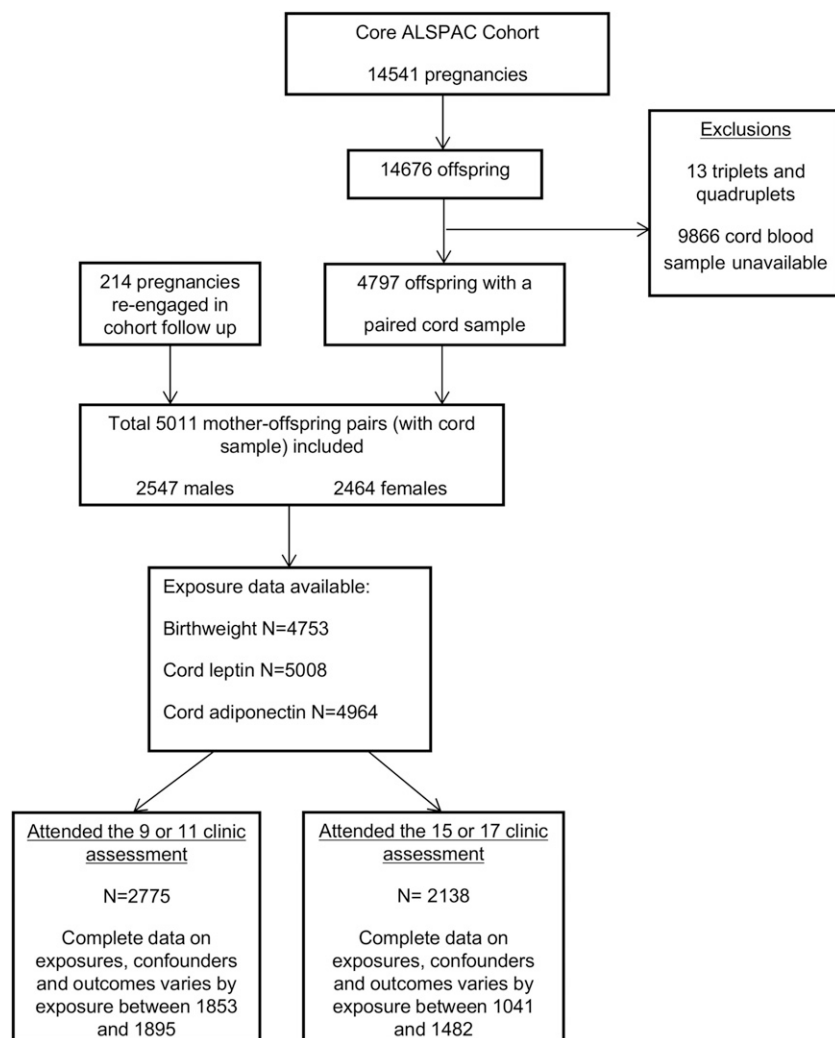 Core ALSPAC Cohort
14541 pregnancies
14676 offspring
Exclusions
13 triplets and
quadruplets
9866 cord blood
sample unavailable
214 pregnancies
re-engaged in
cohort follow up
4797 offspring with a
paired cord sample
Total 5011 mother-offspring pairs (with cord
sample) included
2547 males 2464 females
Exposure data available:
Birthweight N=4753
Cord leptin N=5008
Cord adiponectin N=4964
Attended the 9 or 11 clinic
assessment
N=2775
Complete data on
exposures, confounders
and outcomes varies by
exposure between 1853
and 1895
Attended the 15 or 17 clinic
assessment
N= 2138
Complete data on
exposures, confounders
and outcomes varies by
exposure between 1041
and 1482